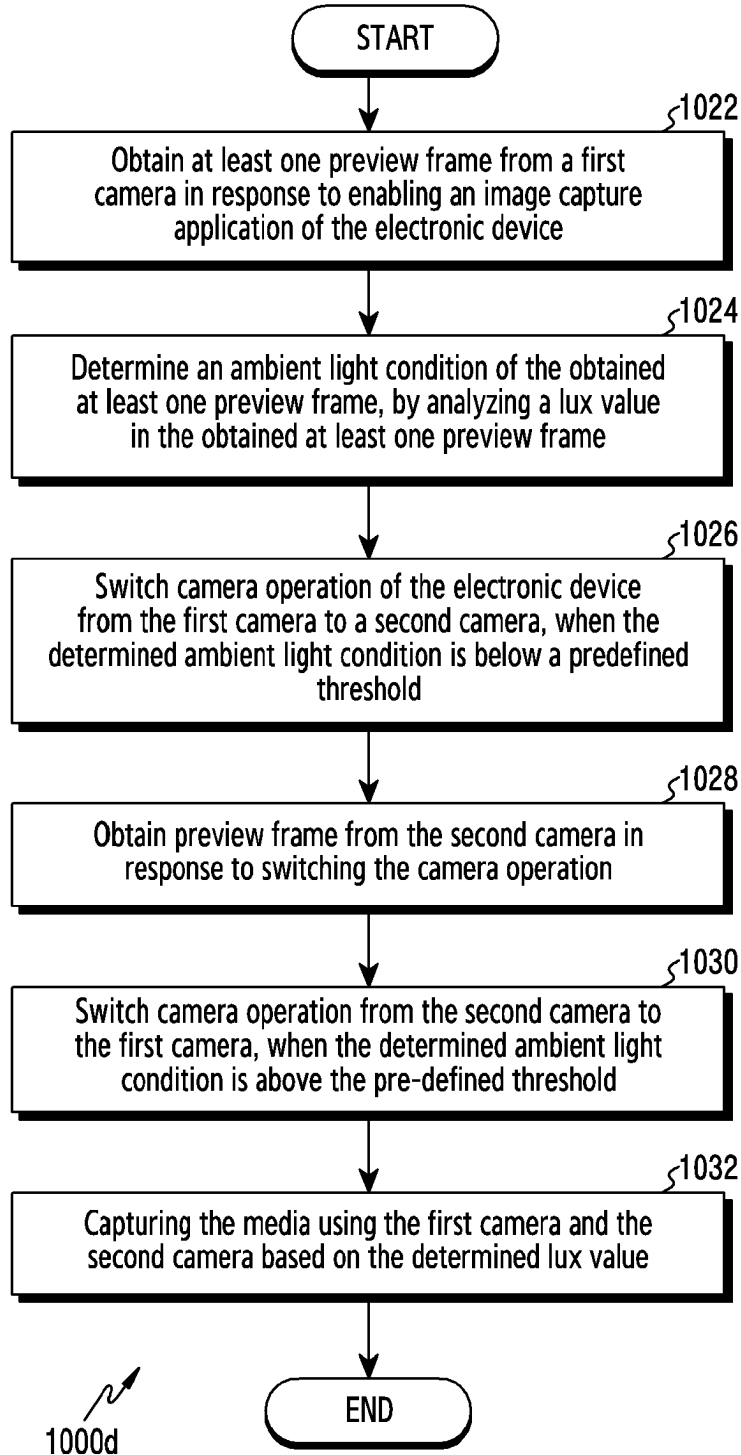 START
1022
Obtain at least one preview frame from a first
camera in response to enabling an image capture
application of the electronic device
1024
Determine an ambient light condition of the obtained
at least one preview frame, by analyzing a lux value
in the obtained at least one preview frame
1026
Switch camera operation of the electronic device
from the first camera to a second camera, when the
determined ambient light condition is below a predefined
threshold
1028
Obtain preview frame from the second camera in
response to switching the camera operation
1030
Switch camera operation from the second camera to
the first camera, when the determined ambient light
condition is above the pre-defined threshold
1032
Capturing the media using the first camera and the
second camera based on the determined lux value
END
1000d